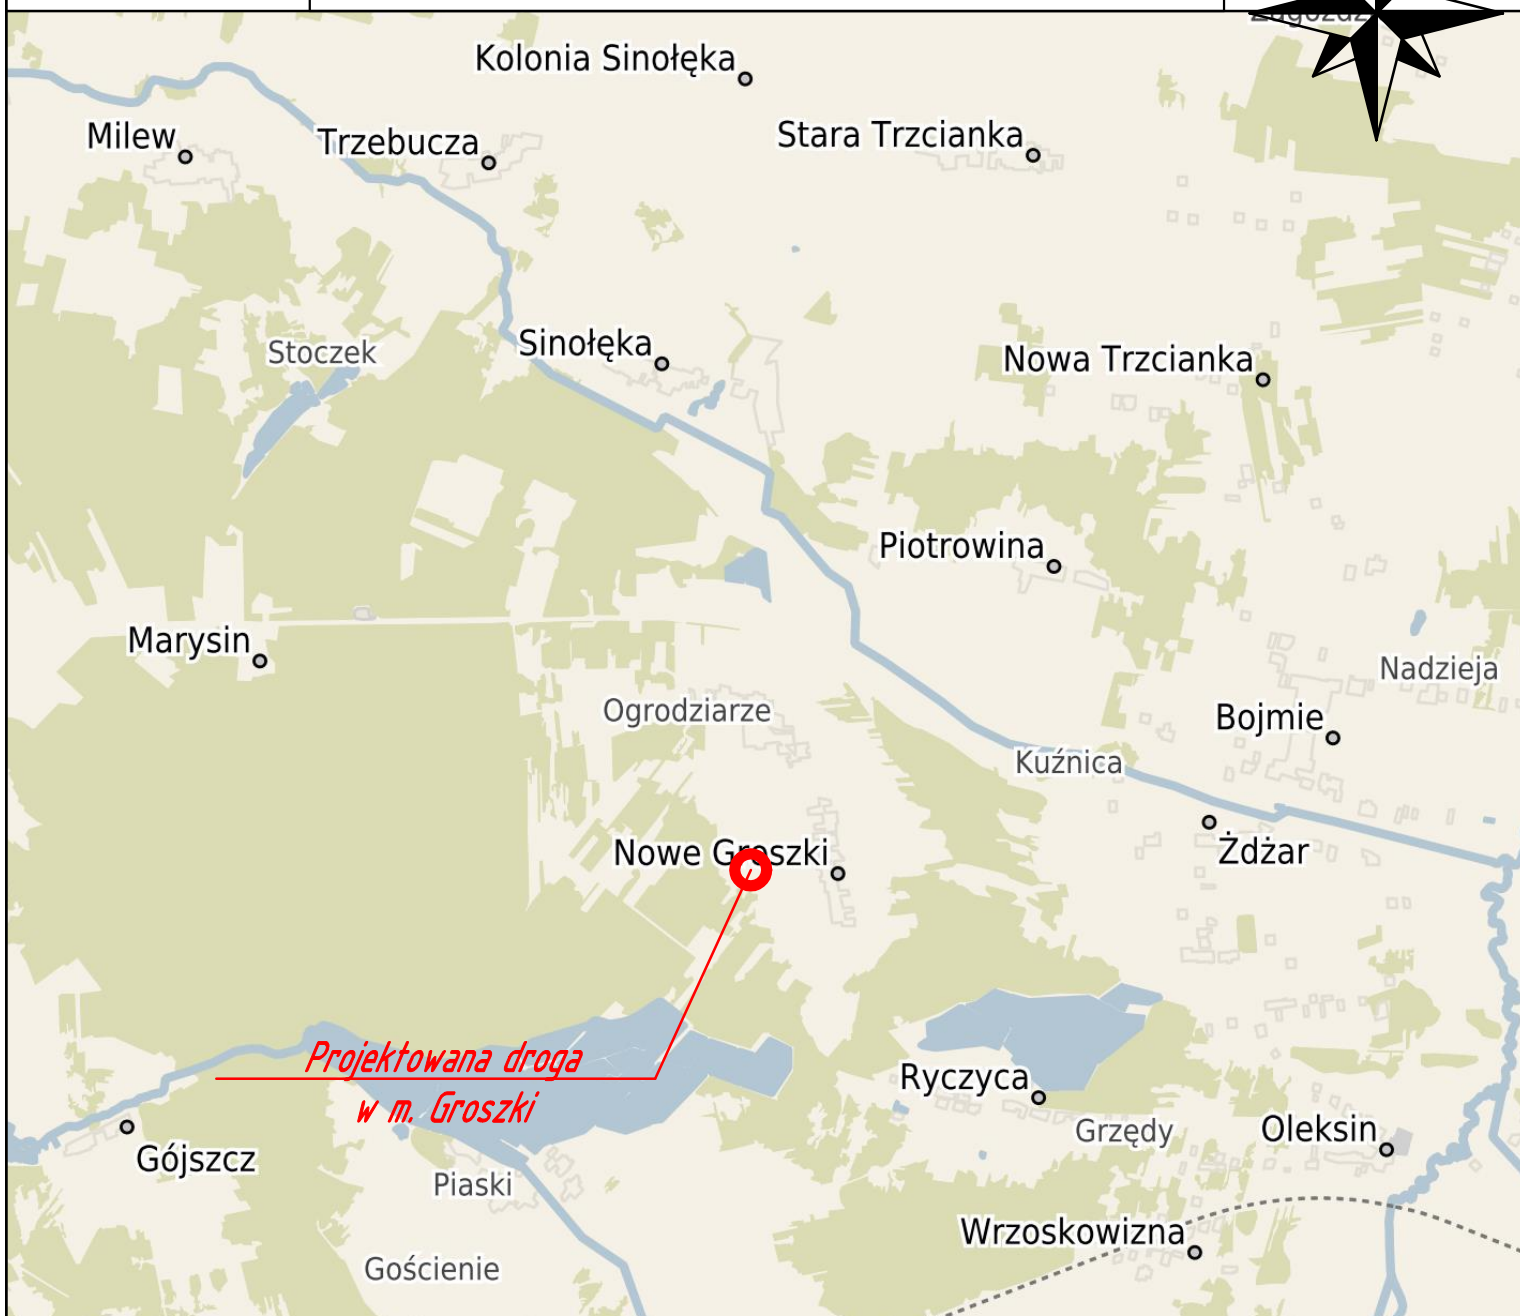 Kolonia Sinołęka
Milew
Trzebucza
Stara Trzcianka
Stoczek
Sinołęka
Nowa Trzcianka
Piotrowina
Marysin
Nadzieja
Ogrodziarze
Bojmie
Kuźnica
Nowe Groszki
Żdżar
Projektowana droga
w m. Groszki
Ryczyca
Grzędy
Oleksin
Gójszcz
Piaski
Wrzoskowizna
Gościenie